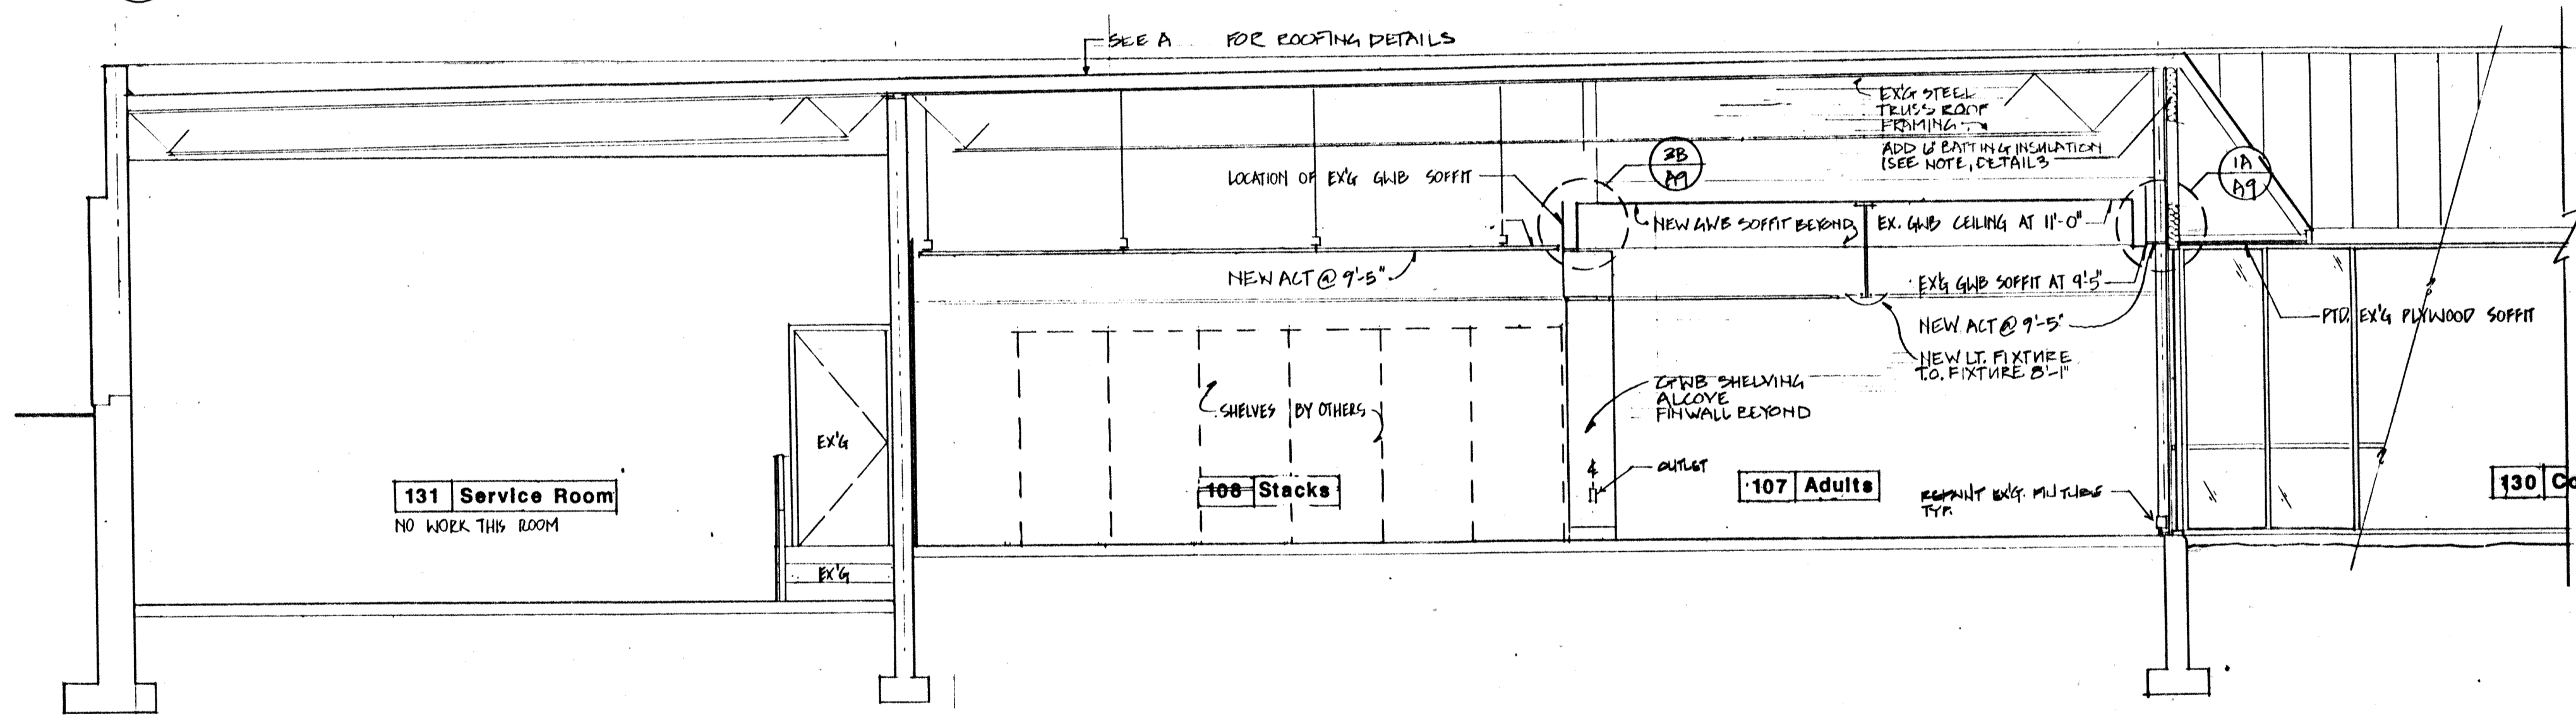 SEE A FOR ROOFING DETAILS
EX'G STEEL
TRUSS ROOF
FRAMING
ADD 6" BATTING INSULATION
(SEE NOTE, DETAIL 3
3B
A9
1A
A9
LOCATION OF EX'G GWB SOFFIT
NEW GWB SOFFIT BEYOND
EX. GWB CEILING AT 11'-0"
NEW ACT @ 9'-5"
EX'G GWB SOFFIT AT 9'-5"
NEW ACT @ 9'-5"
PTD. EX'G PLYWOOD SOFFIT
NEW LT. FIXTURE
T.O. FIXTURE 8'-1"
GWB SHELVING
ALCOVE
FINWALL BEYOND
SHELVES BY OTHERS
EX'G
OUTLET
131 Service Room
NO WORK THIS ROOM
108 Stacks
107 Adults
REPAINT EX'G. FINTUBE
TYP.
130 Co
EX'G